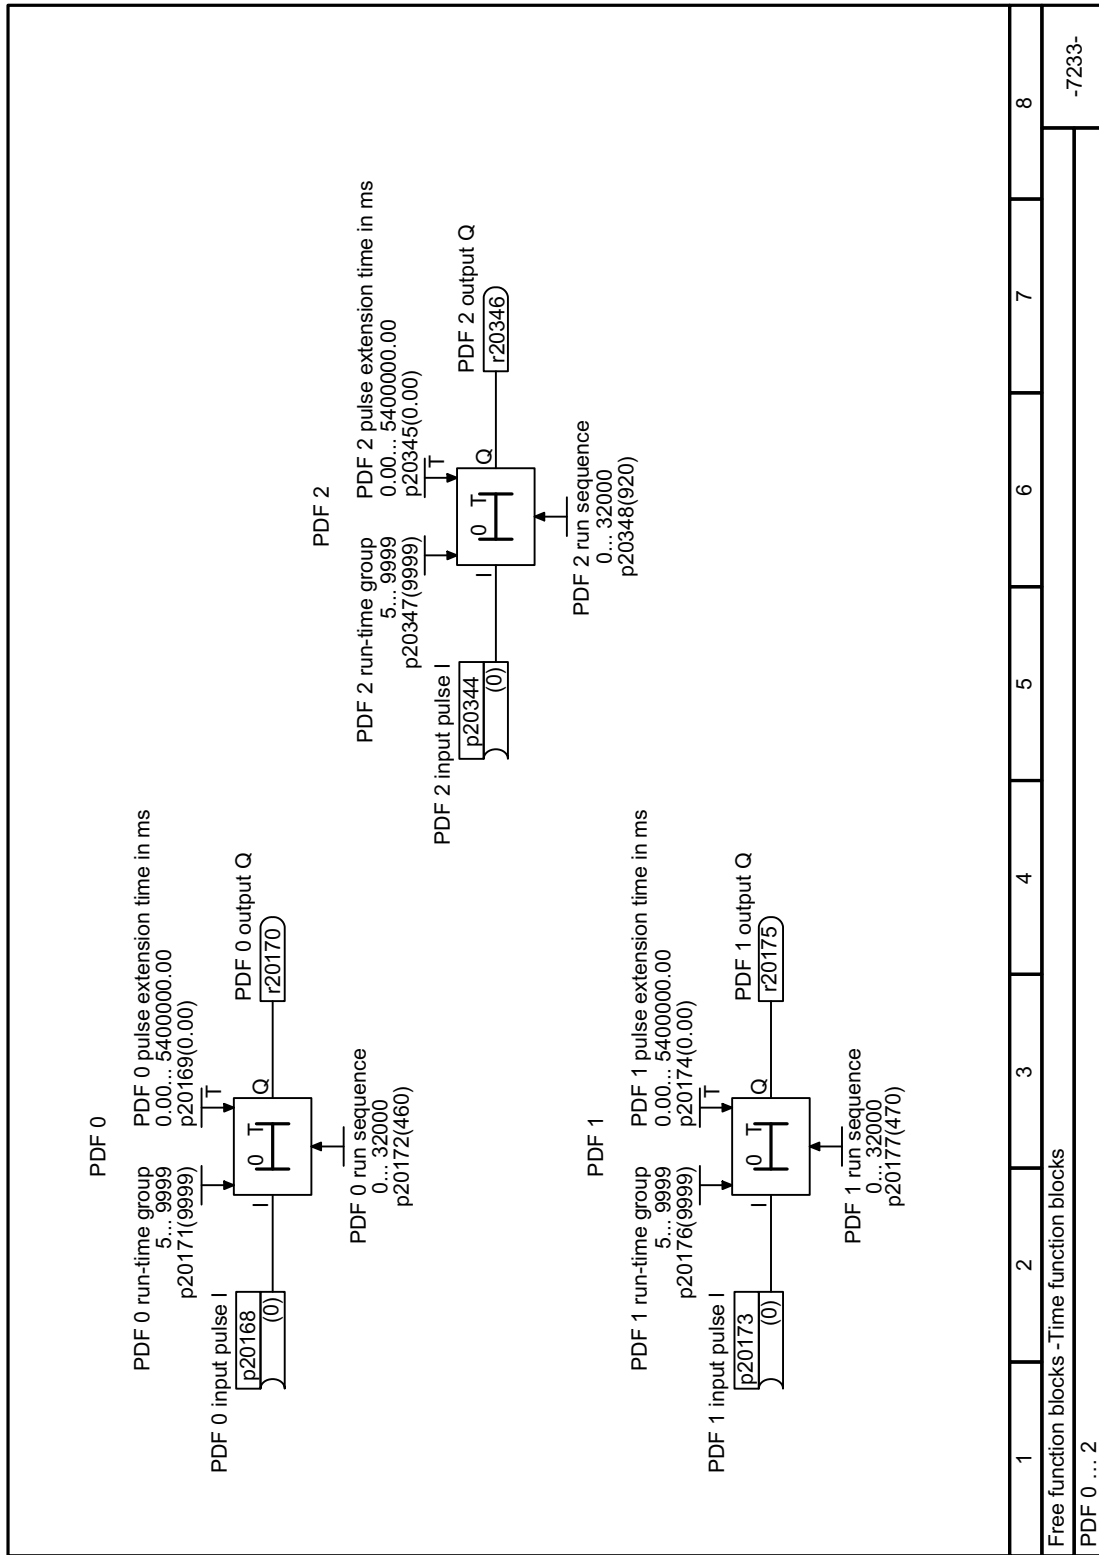 PDF 0
PDF 0 run-time group
5... 9999
p20171(9999)
PDF 0 pulse extension time in ms
0.00... 5400000.00
p20169(0.00)
T
PDF 0 input pulse I
p20168
(0)
I
0 T
Q
PDF 0 output Q
r20170
PDF 0 run sequence
0... 32000
p20172(460)
PDF 2
PDF 2 run-time group
5... 9999
p20347(9999)
PDF 2 pulse extension time in ms
0.00... 5400000.00
p20345(0.00)
T
PDF 2 input pulse I
p20344
(0)
I
0 T
Q
PDF 2 output Q
r20346
PDF 2 run sequence
0... 32000
p20348(920)
PDF 1
PDF 1 run-time group
5... 9999
p20176(9999)
PDF 1 pulse extension time in ms
0.00... 5400000.00
p20174(0.00)
T
PDF 1 input pulse I
p20173
(0)
I
0 T
Q
PDF 1 output Q
r20175
PDF 1 run sequence
0... 32000
p20177(470)
1 2 3 4 5 6 7 8
Free function blocks -Time function blocks
PDF 0 ... 2
-7233-